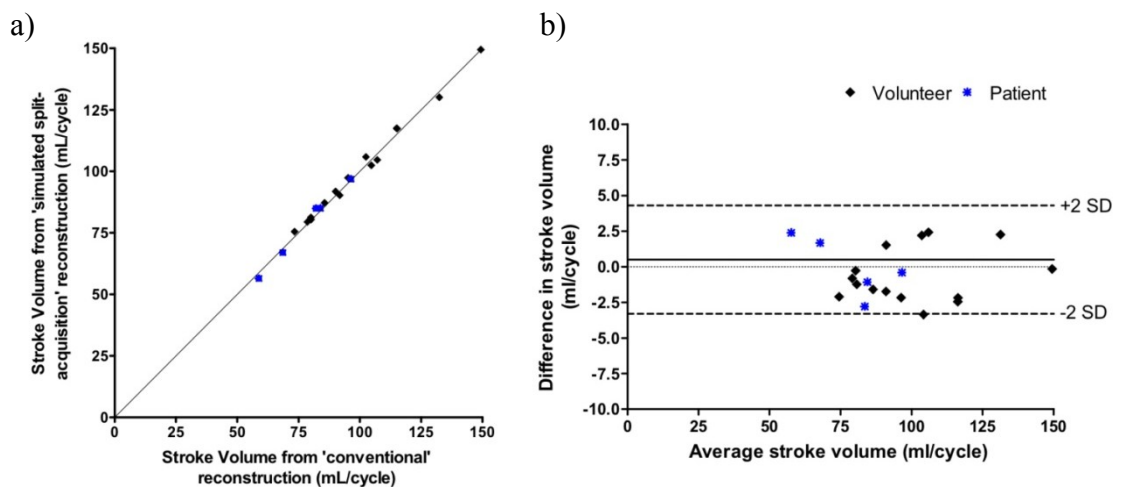 a)
150
125
100
75
50
25
0
0 25 50 75 100 125 150
Stroke Volume from 'simulated split-
acquisition' reconstruction (mL/cycle)
Stroke Volume from 'conventional'
reconstruction (mL/cycle)
b)
Volunteer Patient
10.0
7.5
5.0
2.5
0.0
-2.5
-5.0
-7.5
-10.0
+2 SD
-2 SD
0 25 50 75 100 125 150
Difference in stroke volume
(ml/cycle)
Average stroke volume (ml/cycle)